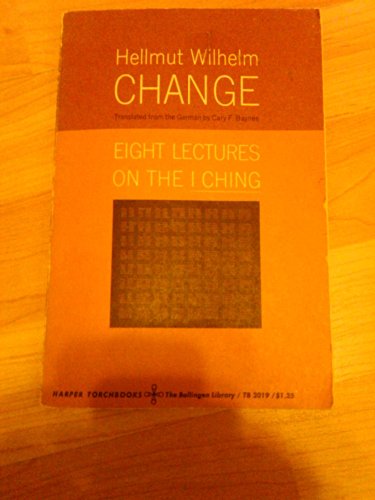 Hellmut Wilhelm
CHANGE
Translated from the German by Cary F. Baynes
EIGHT LECTURES
ON THE I CHING
HARPER TORCHBOOKS The Bollingen Library / TB 2019 / $1.35